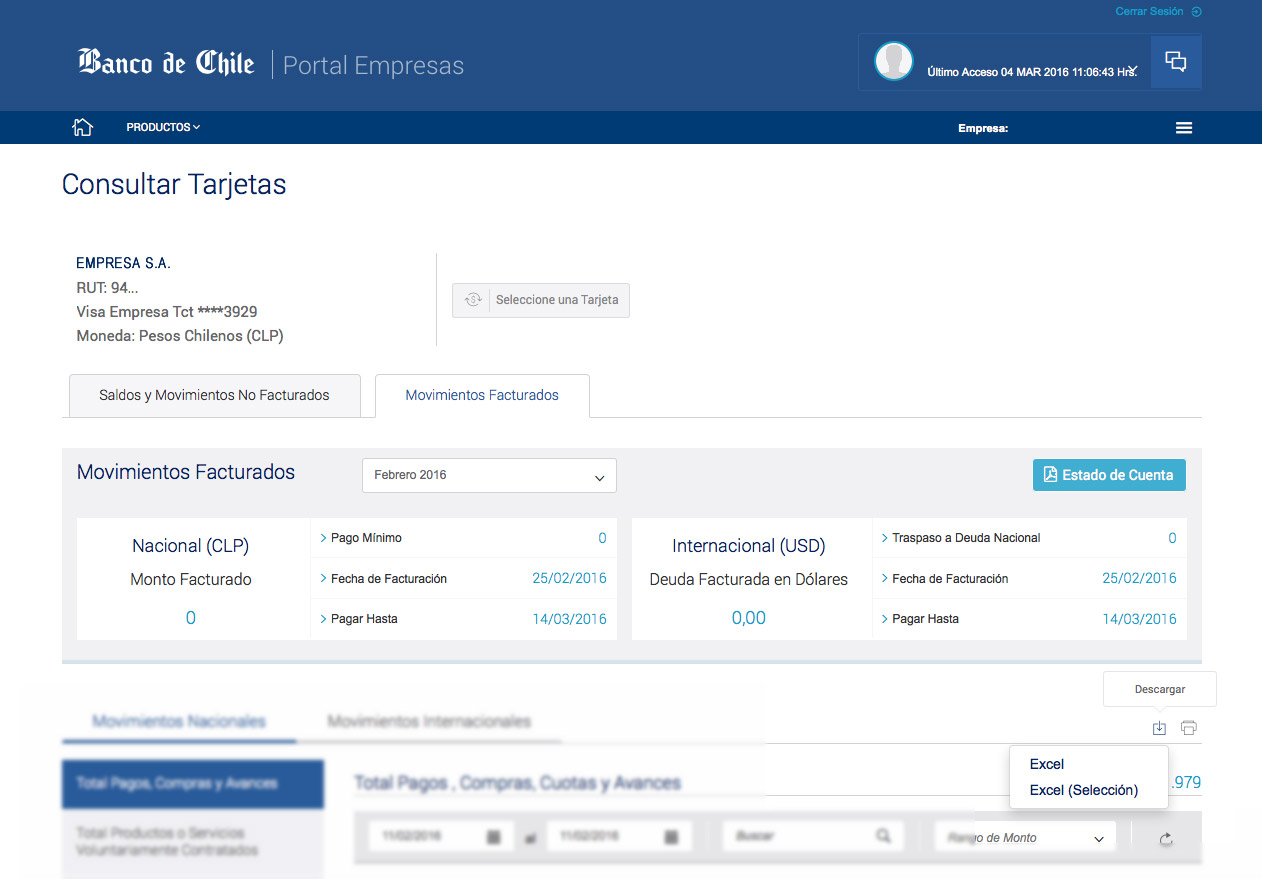 Cerrar Sesión
Banco de Chile | Portal Empresas
Último Acceso 04 MAR 2016 11:06:43 Hrs.
PRODUCTOS
Empresa:
Consultar Tarjetas
EMPRESA S.A.
RUT: 94...
Visa Empresa Tct ****3929
Moneda: Pesos Chilenos (CLP)
Seleccione una Tarjeta
Saldos y Movimientos No Facturados
Movimientos Facturados
Movimientos Facturados
Febrero 2016
Estado de Cuenta
Nacional (CLP)
Monto Facturado
0
Pago Mínimo 0
Fecha de Facturación 25/02/2016
Pagar Hasta 14/03/2016
Internacional (USD)
Deuda Facturada en Dólares
0,00
Traspaso a Deuda Nacional 0
Fecha de Facturación 25/02/2016
Pagar Hasta 14/03/2016
Descargar
Movimientos Nacionales
Movimientos Internacionales
Excel
Excel (Selección)
.979
Total Pagos, Compras y Avances
Total Pagos , Compras, Cuotas y Avances
Total Productos o Servicios
Voluntariamente Contratados
11/02/2016 al 11/02/2016
Buscar
Rango de Monto